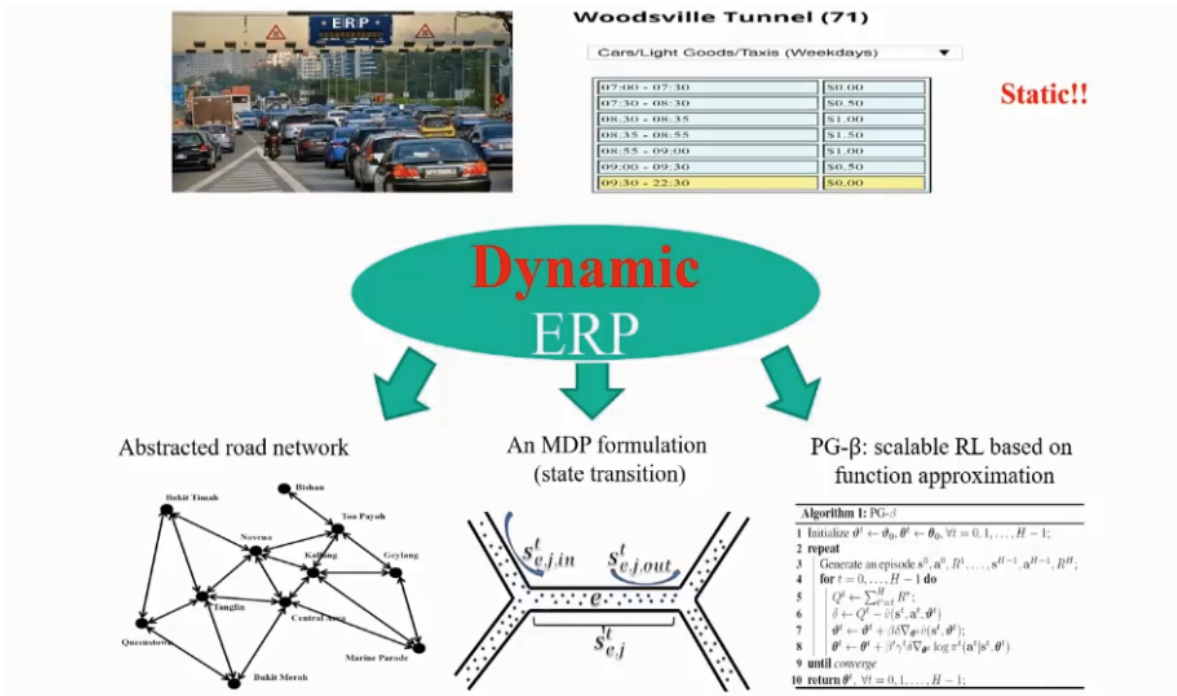 ERP
Woodsville Tunnel (71)
Cars/Light Goods/Taxis (Weekdays)
07:00 - 07:30 $0.00
07:30 - 08:30 $0.50
08:30 - 08:35 $1.00
08:35 - 08:55 $1.50
08:55 - 09:00 $1.00
09:00 - 09:30 $0.50
09:30 - 22:30 $0.00
Static!!
Dynamic
ERP
Abstracted road network
Bishan
Bukit Timah
Toa Payoh
Novena
Kallang
Geylang
Tanglin
Central Area
Queenstown
Marine Parade
Bukit Merah
An MDP formulation
(state transition)
s^t_{e,j,in}
s^t_{e,j,out}
e
s^t_{e,j}
PG-β: scalable RL based on
function approximation
Algorithm 1: PG-β
1 Initialize ϑ^t ← ϑ_0, θ^t ← θ_0, ∀t = 0, 1, . . . , H − 1;
2 repeat
3 Generate an episode s^0, a^0, R^1, . . . , s^{H−1}, a^{H−1}, R^H;
4 for t = 0, . . . , H − 1 do
5 Q^t ← ∑^H_{t'=t} R^{t'};
6 δ ← Q^t − v̂(s^t, a^t, ϑ^t)
7 ϑ^t ← ϑ^t + βδ∇_{ϑ^t} v̂(s^t, ϑ^t);
8 θ^t ← θ^t + β'γ^tδ∇_{θ^t} log π^t(a^t|s^t, θ^t)
9 until converge
10 return θ^t, ∀t = 0, 1, . . . , H − 1;